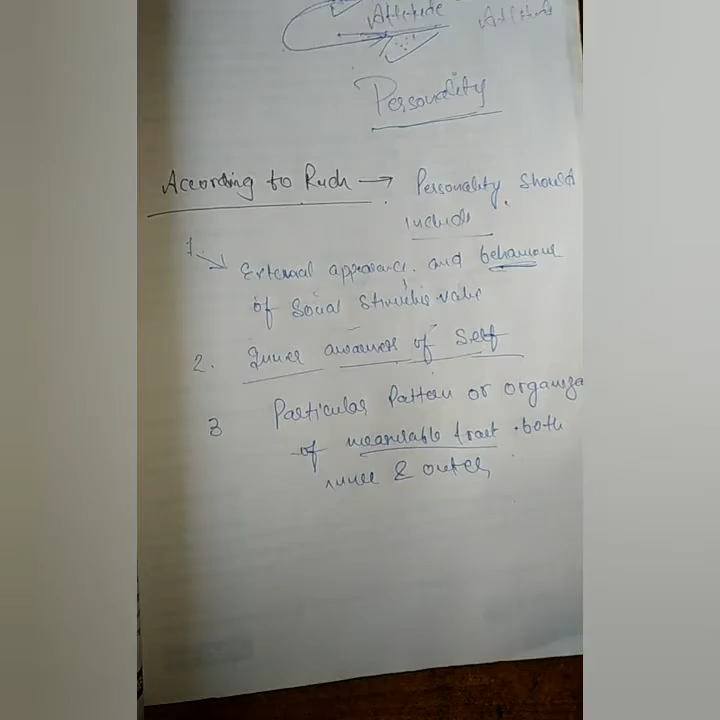 Attitude Attitude
Personality
According to Ruch → Personality should
include
1. External appearance and behaviour
of Social Stimulus value
2. Inner awareness of Self
3 Particular Pattern or organiza
of measurable trait both
inner & outer,